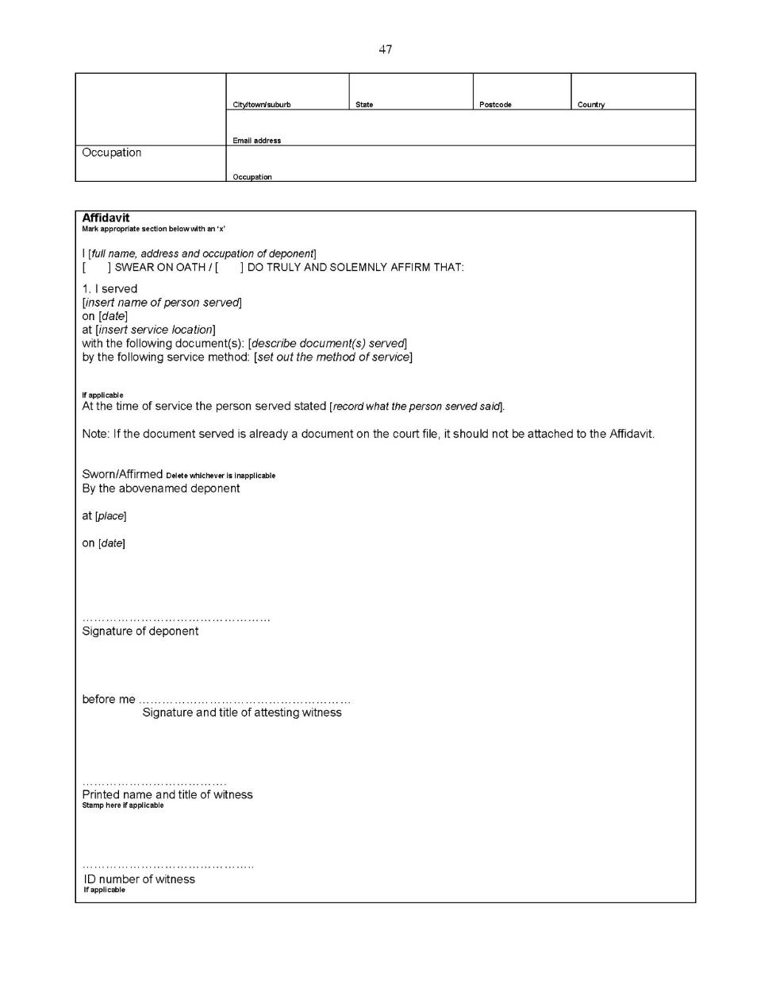 47
City/town/suburb State Postcode Country
Email address
Occupation
Occupation
Affidavit
Mark appropriate section below with an ‘x’
I [full name, address and occupation of deponent]
[ ] SWEAR ON OATH / [ ] DO TRULY AND SOLEMNLY AFFIRM THAT:
1. I served
[insert name of person served]
on [date]
at [insert service location]
with the following document(s): [describe document(s) served]
by the following service method: [set out the method of service]
If applicable
At the time of service the person served stated [record what the person served said].
Note: If the document served is already a document on the court file, it should not be attached to the Affidavit.
Sworn/Affirmed Delete whichever is inapplicable
By the abovenamed deponent
at [place]
on [date]
…………………………………………
Signature of deponent
before me ………………………………………………
Signature and title of attesting witness
……………………………….
Printed name and title of witness
Stamp here if applicable
……………………………………..
ID number of witness
If applicable